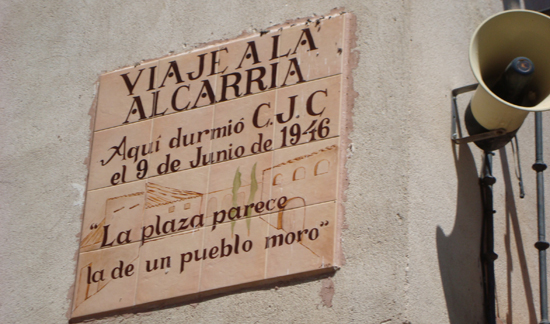 VIAJE A LA
ALCARRIA
Aquí durmió C.J.C
el 9 de Junio de 1946
"La plaza parece
la de un pueblo moro"